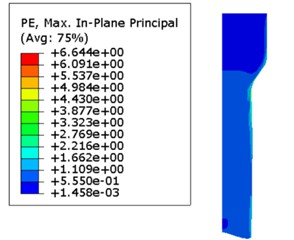 PE, Max. In-Plane Principal
(Avg: 75%)
+6.644e+00
+6.091e+00
+5.537e+00
+4.984e+00
+4.430e+00
+3.877e+00
+3.323e+00
+2.769e+00
+2.216e+00
+1.662e+00
+1.109e+00
+5.550e-01
+1.458e-03